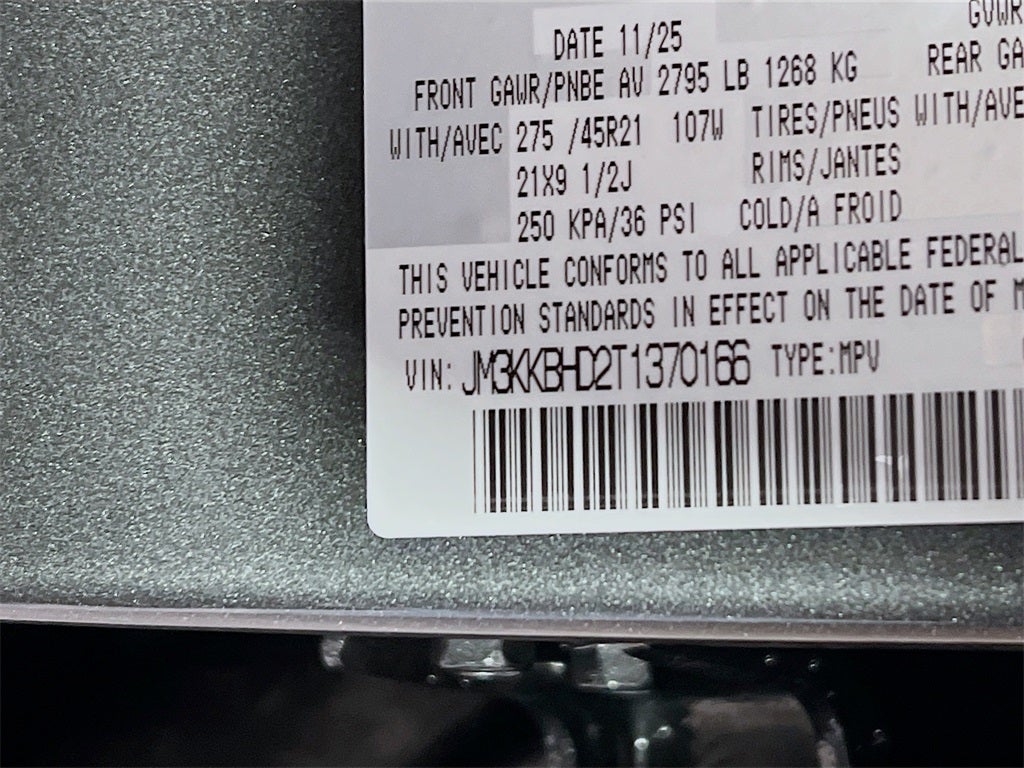 GVWR
DATE 11/25
FRONT GAWR/PNBE AV 2795 LB 1268 KG REAR GA
WITH/AVEC 275 /45R21 107W TIRES/PNEUS WITH/AVE
21X9 1/2J RIMS/JANTES
250 KPA/36 PSI COLD/A FROID
THIS VEHICLE CONFORMS TO ALL APPLICABLE FEDERAL
PREVENTION STANDARDS IN EFFECT ON THE DATE OF M
VIN: JM3KKBHD2T1370166 TYPE:MPV